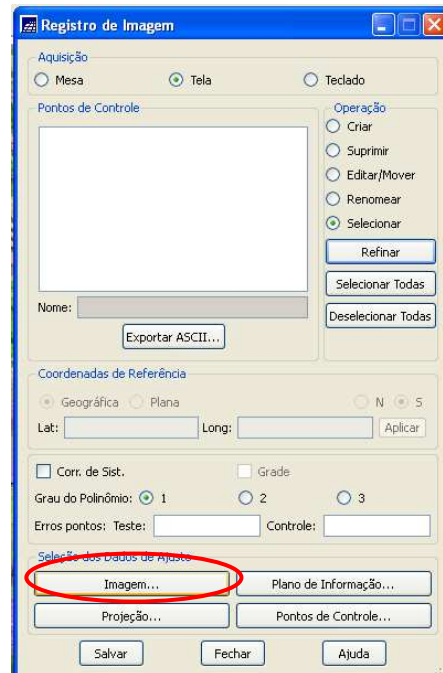 Registro de Imagem
Aquisição
Mesa Tela Teclado
Pontos de Controle
Operação
Criar
Suprimir
Editar/Mover
Renomear
Selecionar
Refinar
Selecionar Todas
Deselecionar Todas
Nome:
Exportar ASCII...
Coordenadas de Referência
Geográfica Plana N S
Lat: Long: Aplicar
Corr. de Sist. Grade
Grau do Polinômio: 1 2 3
Erros pontos: Teste: Controle:
Seleção dos Dados de Ajuste
Imagem... Plano de Informação...
Projeção... Pontos de Controle...
Salvar Fechar Ajuda